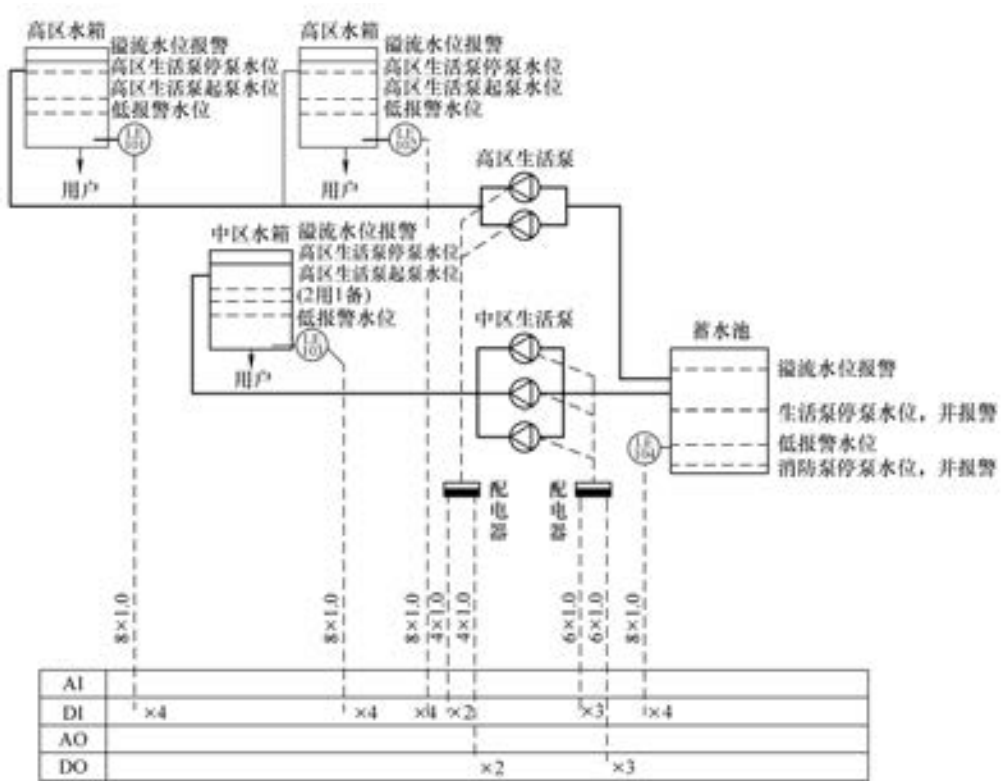 高区水箱
溢流水位报警
高区生活泵停泵水位
高区生活泵起泵水位
低报警水位
LE
101
用户
高区水箱
溢流水位报警
高区生活泵停泵水位
高区生活泵起泵水位
低报警水位
LE
用户
高区生活泵
中区水箱
溢流水位报警
高区生活泵停泵水位
高区生活泵起泵水位
(2用1备)
低报警水位
LE
103
用户
中区生活泵
蓄水池
溢流水位报警
生活泵停泵水位，并报警
低报警水位
消防泵停泵水位，并报警
LE
104
配电器
配电器
8×1.0
8×1.0
8×1.0
4×1.0
4×1.0
6×1.0
6×1.0
8×1.0
AI
DI ×4 ×4 ×4 ×2 ×3 ×4
AO
DO ×2 ×3